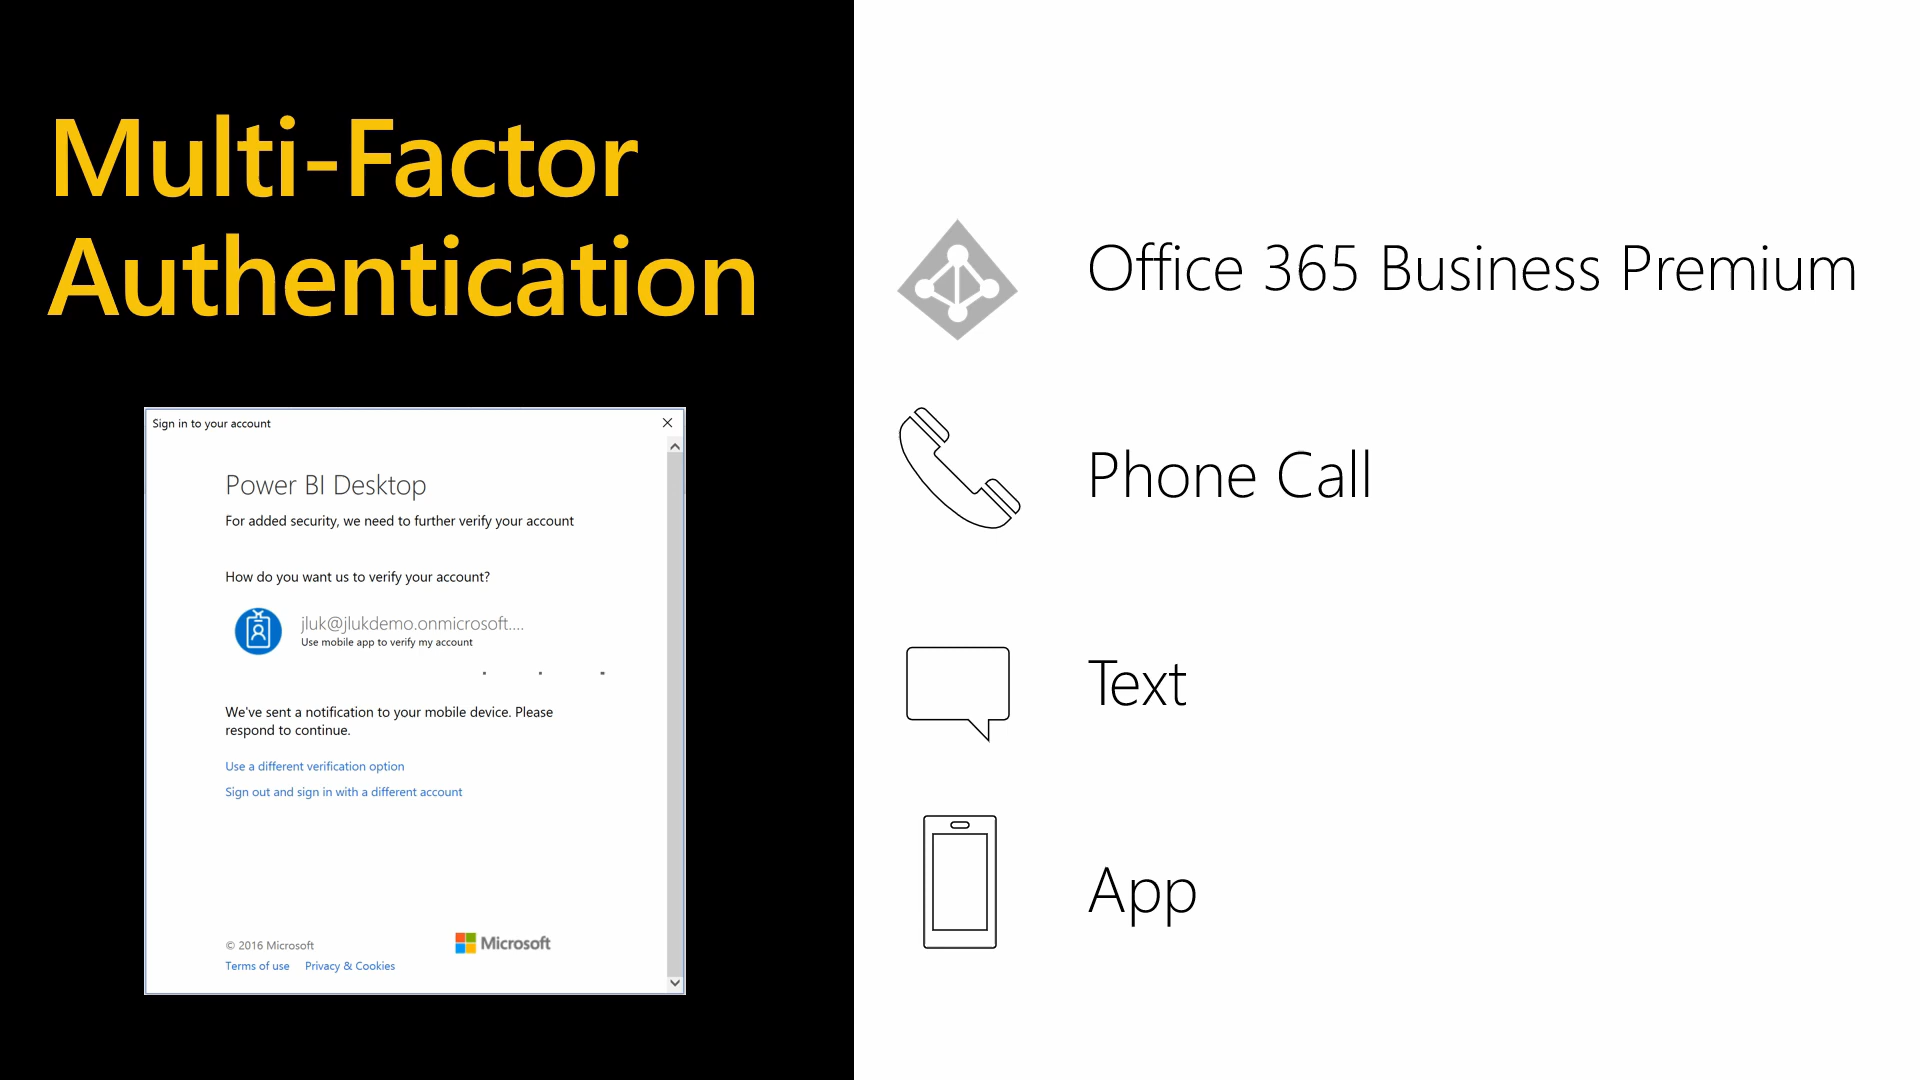 Multi-Factor
Authentication
Sign in to your account
Power BI Desktop
For added security, we need to further verify your account
How do you want us to verify your account?
jluk@jlukdemo.onmicrosoft....
Use mobile app to verify my account
We've sent a notification to your mobile device. Please
respond to continue.
Use a different verification option
Sign out and sign in with a different account
© 2016 Microsoft
Microsoft
Terms of use Privacy & Cookies
Office 365 Business Premium
Phone Call
Text
App